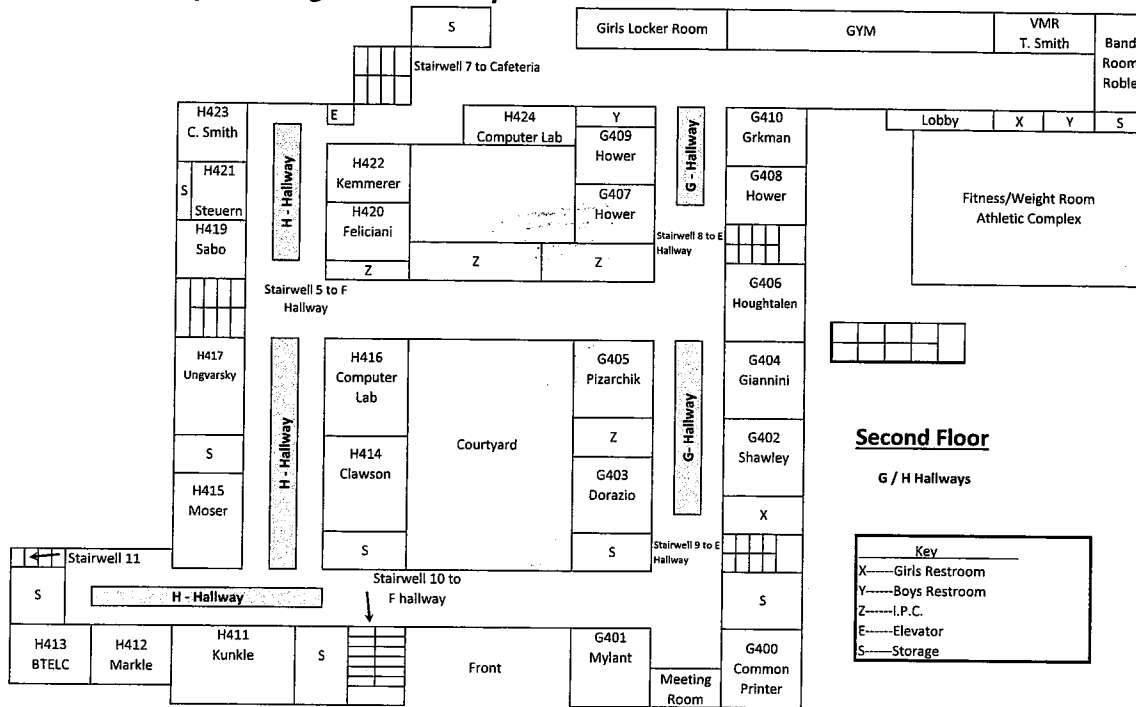 S
Girls Locker Room
GYM
VMR
T. Smith
Band
Room
Roble
Stairwell 7 to Cafeteria
E
H423
C. Smith
H - Hallway
H424
Computer Lab
Y
G409
Hower
G - Hallway
G410
Grkman
Lobby
X
Y
S
S
H421
Steuern
H422
Kemmerer
G407
Hower
G408
Hower
Fitness/Weight Room
Athletic Complex
H419
Sabo
H420
Feliciani
Z
Z
Z
Stairwell 8 to E
Hallway
Stairwell 5 to F
Hallway
G406
Houghtalen
H417
Ungvarsky
H - Hallway
H416
Computer
Lab
Courtyard
G405
Pizarchik
G- Hallway
G404
Giannini
S
H414
Clawson
Z
G402
Shawley
Second Floor
G / H Hallways
H415
Moser
G403
Dorazio
X
S
S
Stairwell 9 to E
Hallway
Stairwell 11
Stairwell 10 to
F hallway
S
H - Hallway
S
H413
BTELC
H412
Markle
H411
Kunkle
S
Front
G401
Mylant
Meeting
Room
G400
Common
Printer
Key
X------Girls Restroom
Y------Boys Restroom
Z------I.P.C.
E------Elevator
S------Storage